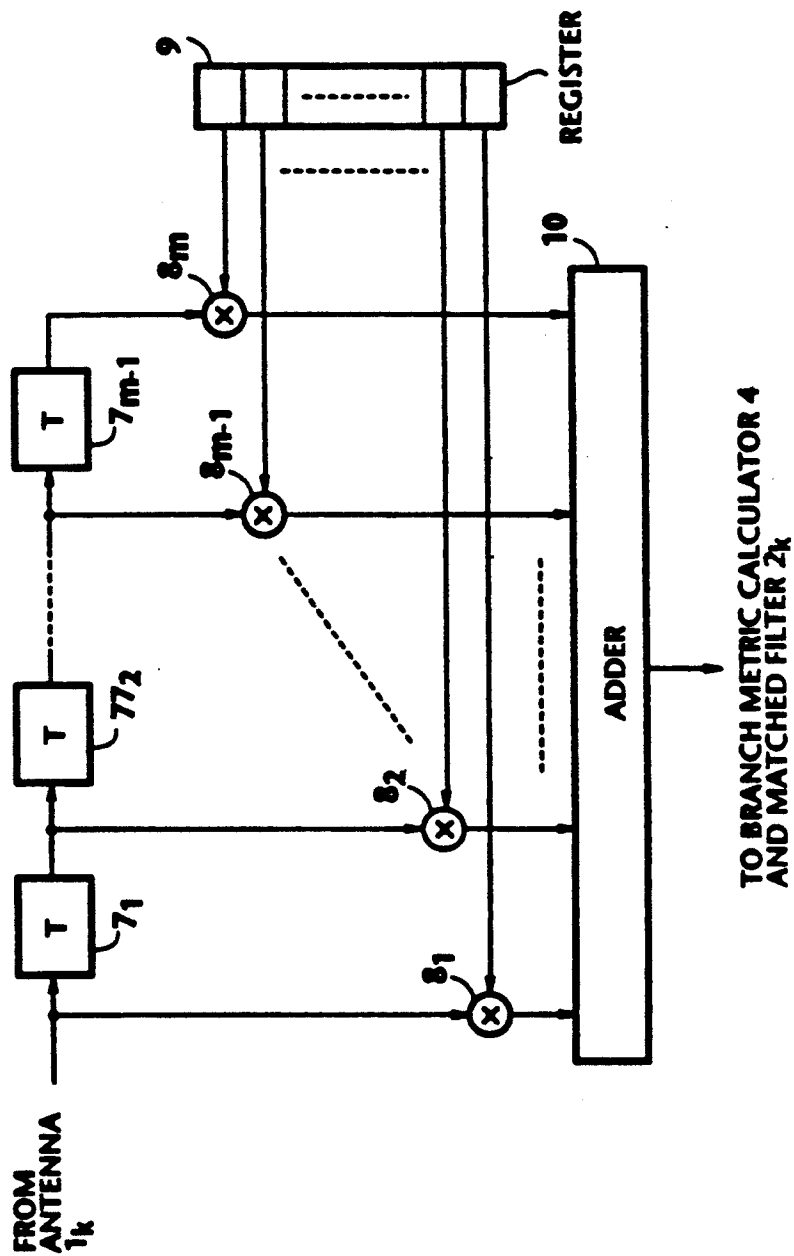 FROM
ANTENNA
1k
T
71
T
772
T
7m-1
8m
8m-1
82
81
×
×
×
×
9
REGISTER
10
ADDER
TO BRANCH METRIC CALCULATOR 4
AND MATCHED FILTER 2k